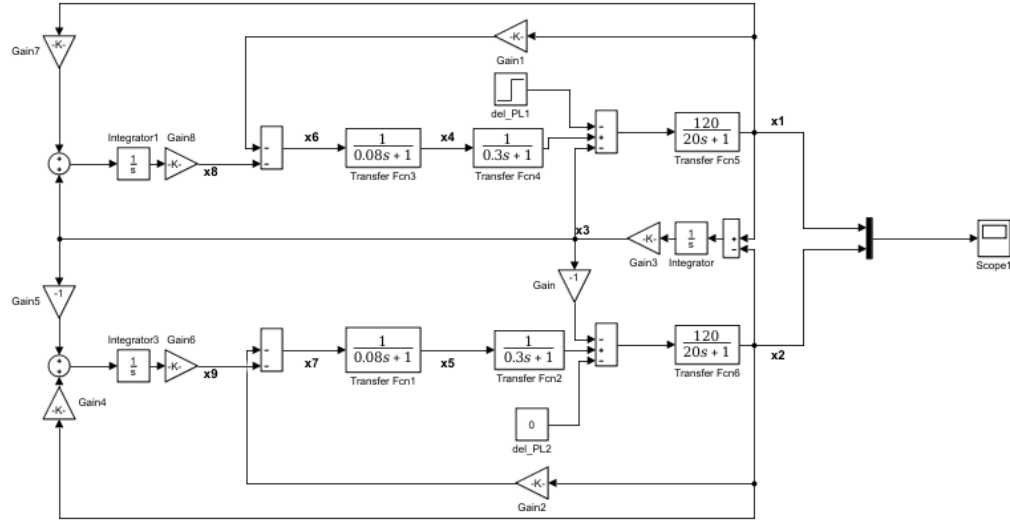 Gain7
-K-
-K-
Gain1
del_PL1
Integrator1
Gain8
+
+
1
s
-K-
x8
-
-
x6
1
0.08s + 1
Transfer Fcn3
x4
1
0.3s + 1
Transfer Fcn4
-
+
-
120
20s + 1
Transfer Fcn5
x1
x3
-K-
Gain3
1
s
Integrator
+
-
Scope1
Gain5
-1
Gain
-1
Integrator3
Gain6
+
+
1
s
-K-
x9
-
-
x7
1
0.08s + 1
Transfer Fcn1
x5
1
0.3s + 1
Transfer Fcn2
-
+
-
120
20s + 1
Transfer Fcn6
x2
-K-
Gain4
0
del_PL2
-K-
Gain2